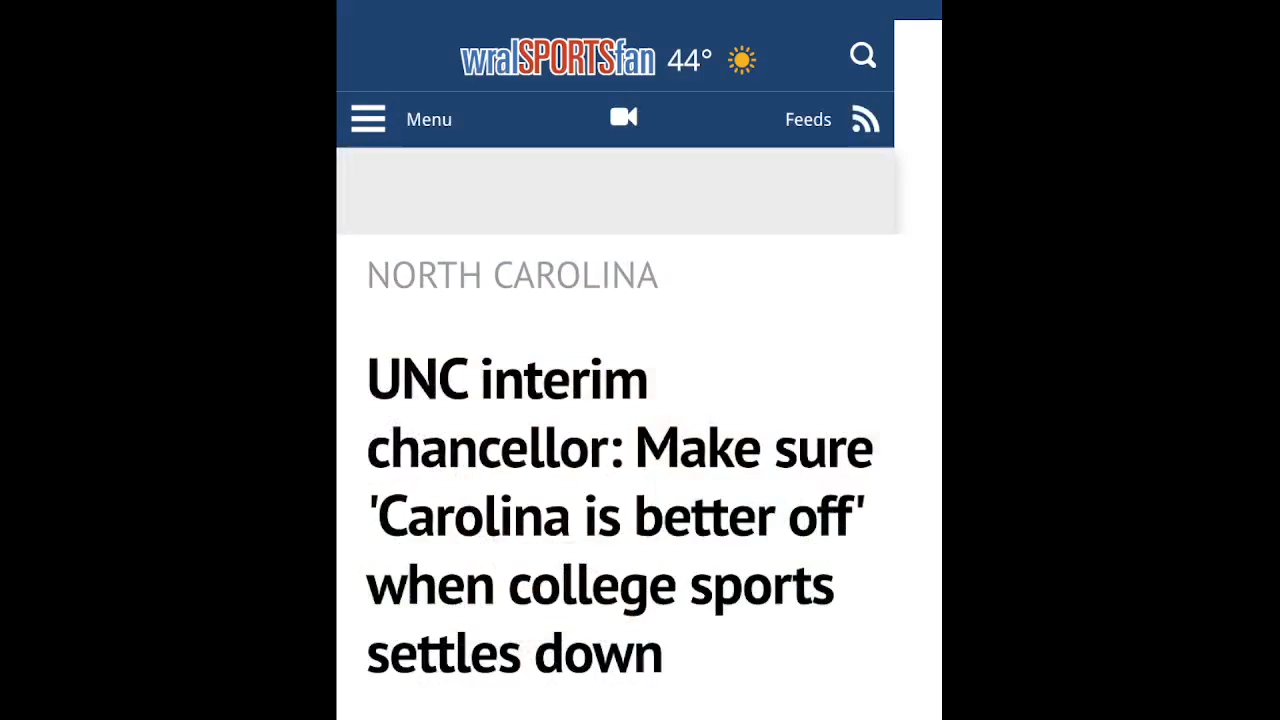 wralSPORTSfan 44°
Menu Feeds
NORTH CAROLINA
UNC interim
chancellor: Make sure
'Carolina is better off'
when college sports
settles down